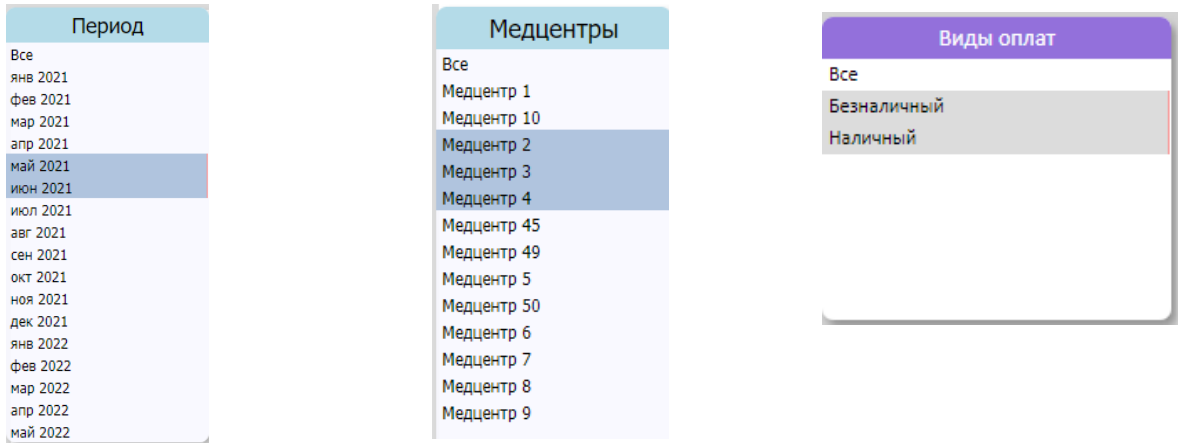 Период
Все
янв 2021
фев 2021
мар 2021
апр 2021
май 2021
июн 2021
июл 2021
авг 2021
сен 2021
окт 2021
ноя 2021
дек 2021
янв 2022
фев 2022
мар 2022
апр 2022
май 2022
Медцентры
Все
Медцентр 1
Медцентр 10
Медцентр 2
Медцентр 3
Медцентр 4
Медцентр 45
Медцентр 49
Медцентр 5
Медцентр 50
Медцентр 6
Медцентр 7
Медцентр 8
Медцентр 9
Виды оплат
Все
Безналичный
Наличный